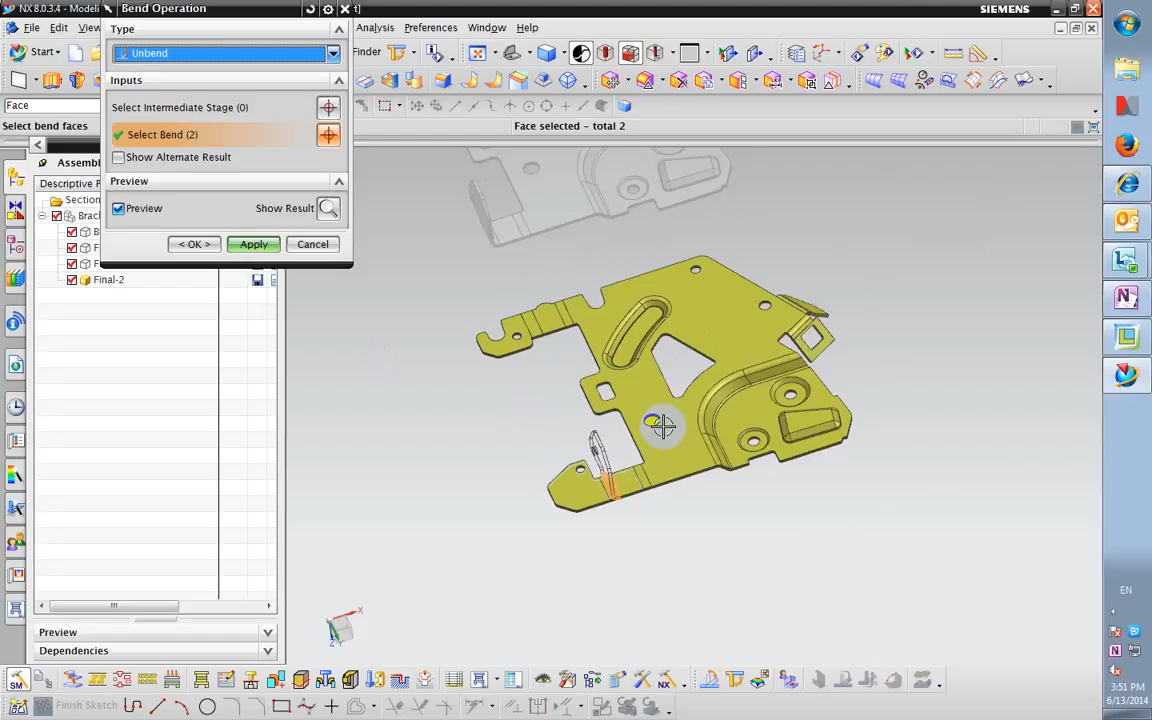 NX 8.0.3.4 - Modeli
Bend Operation
t]
SIEMENS
File
Edit
View
Type
Analysis
Preferences
Window
Help
Start
Unbend
Finder
Inputs
Face
Select Intermediate Stage (0)
Select bend faces
Select Bend (2)
Face selected - total 2
Show Alternate Result
Assemb
Descriptive P
Preview
Section
Brac
Preview
Show Result
B
F
< OK >
Apply
Cancel
F
Final-2
X
Z
Y
Preview
Dependencies
Finish Sketch
EN
3:51 PM
6/13/2014